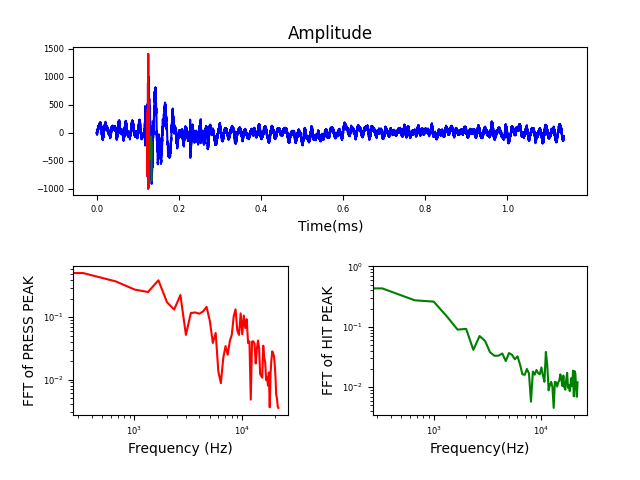 Amplitude
1500
1000
500
0
−500
−1000
0.0 0.2 0.4 0.6 0.8 1.0
Time(ms)
FFT of PRESS PEAK
10⁻¹
10⁻²
10³ 10⁴
Frequency (Hz)
FFT of HIT PEAK
10⁰
10⁻¹
10⁻²
10³ 10⁴
Frequency(Hz)